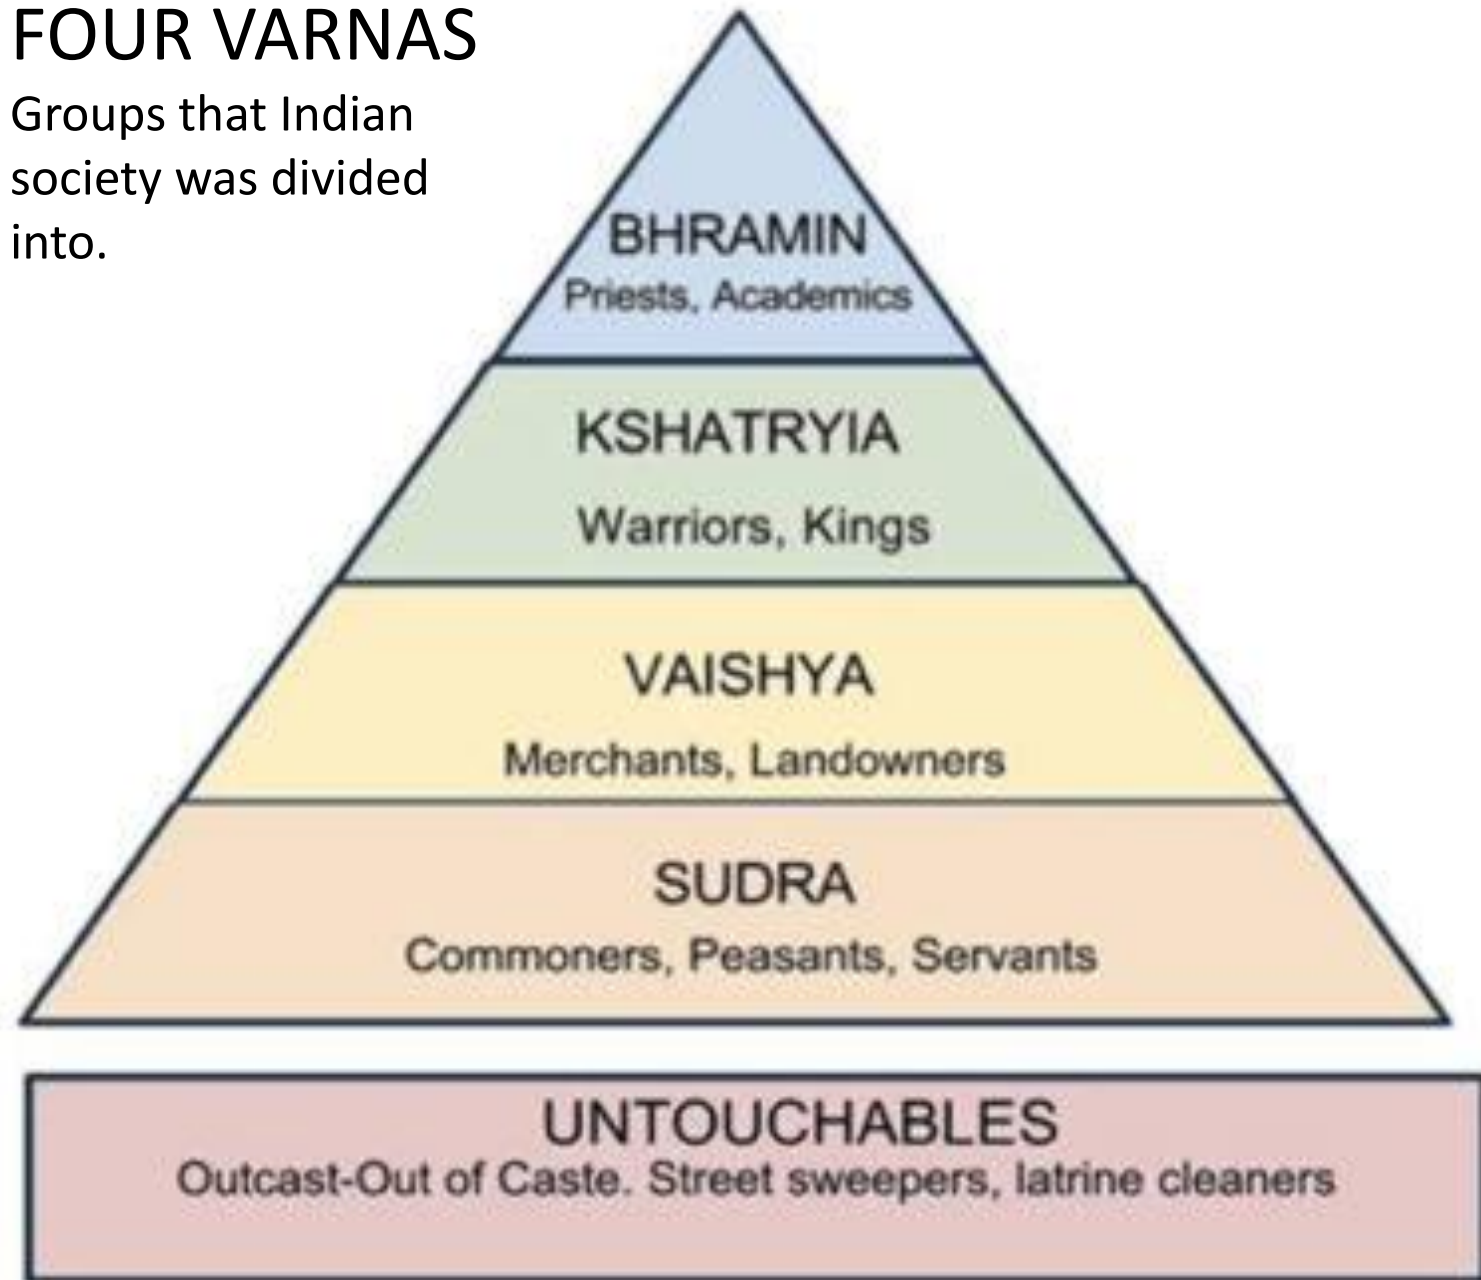 FOUR VARNAS
Groups that Indian
society was divided
into.
BHRAMIN
Priests, Academics
KSHATRYIA
Warriors, Kings
VAISHYA
Merchants, Landowners
SUDRA
Commoners, Peasants, Servants
UNTOUCHABLES
Outcast-Out of Caste. Street sweepers, latrine cleaners